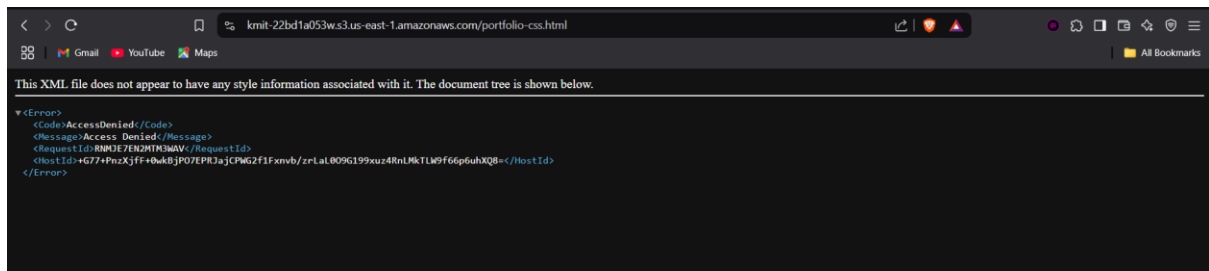 kmit-22bd1a053w.s3.us-east-1.amazonaws.com/portfolio-css.html
Gmail YouTube Maps All Bookmarks
This XML file does not appear to have any style information associated with it. The document tree is shown below.
▼<Error>
<Code>AccessDenied</Code>
<Message>Access Denied</Message>
<RequestId>RNMJE7EN2MTM3WAV</RequestId>
<HostId>+G77+PnzXjfF+0wkBjPO7EPRJajCPWG2f1Fxnvb/zrLaL0O9G199xuz4RnLMkTLW9f66p6uhXQ8=</HostId>
</Error>